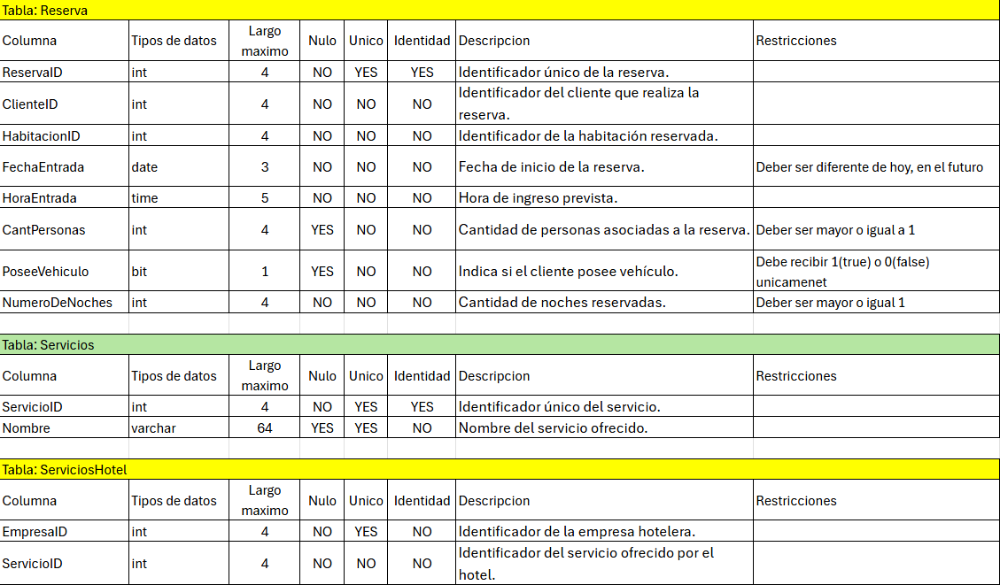 Tabla: Reserva
Columna Tipos de datos Largo maximo Nulo Unico Identidad Descripcion Restricciones
ReservaID int 4 NO YES YES Identificador único de la reserva.
ClienteID int 4 NO NO NO Identificador del cliente que realiza la reserva.
HabitacionID int 4 NO NO NO Identificador de la habitación reservada.
FechaEntrada date 3 NO NO NO Fecha de inicio de la reserva. Deber ser diferente de hoy, en el futuro
HoraEntrada time 5 NO NO NO Hora de ingreso prevista.
CantPersonas int 4 YES NO NO Cantidad de personas asociadas a la reserva. Deber ser mayor o igual a 1
PoseeVehiculo bit 1 YES NO NO Indica si el cliente posee vehículo. Debe recibir 1(true) o 0(false) unicamenet
NumeroDeNoches int 4 NO NO NO Cantidad de noches reservadas. Deber ser mayor o igual 1
Tabla: Servicios
Columna Tipos de datos Largo maximo Nulo Unico Identidad Descripcion Restricciones
ServicioID int 4 NO YES YES Identificador único del servicio.
Nombre varchar 64 YES YES NO Nombre del servicio ofrecido.
Tabla: ServiciosHotel
Columna Tipos de datos Largo maximo Nulo Unico Identidad Descripcion Restricciones
EmpresaID int 4 NO YES NO Identificador de la empresa hotelera.
ServicioID int 4 NO NO NO Identificador del servicio ofrecido por el hotel.